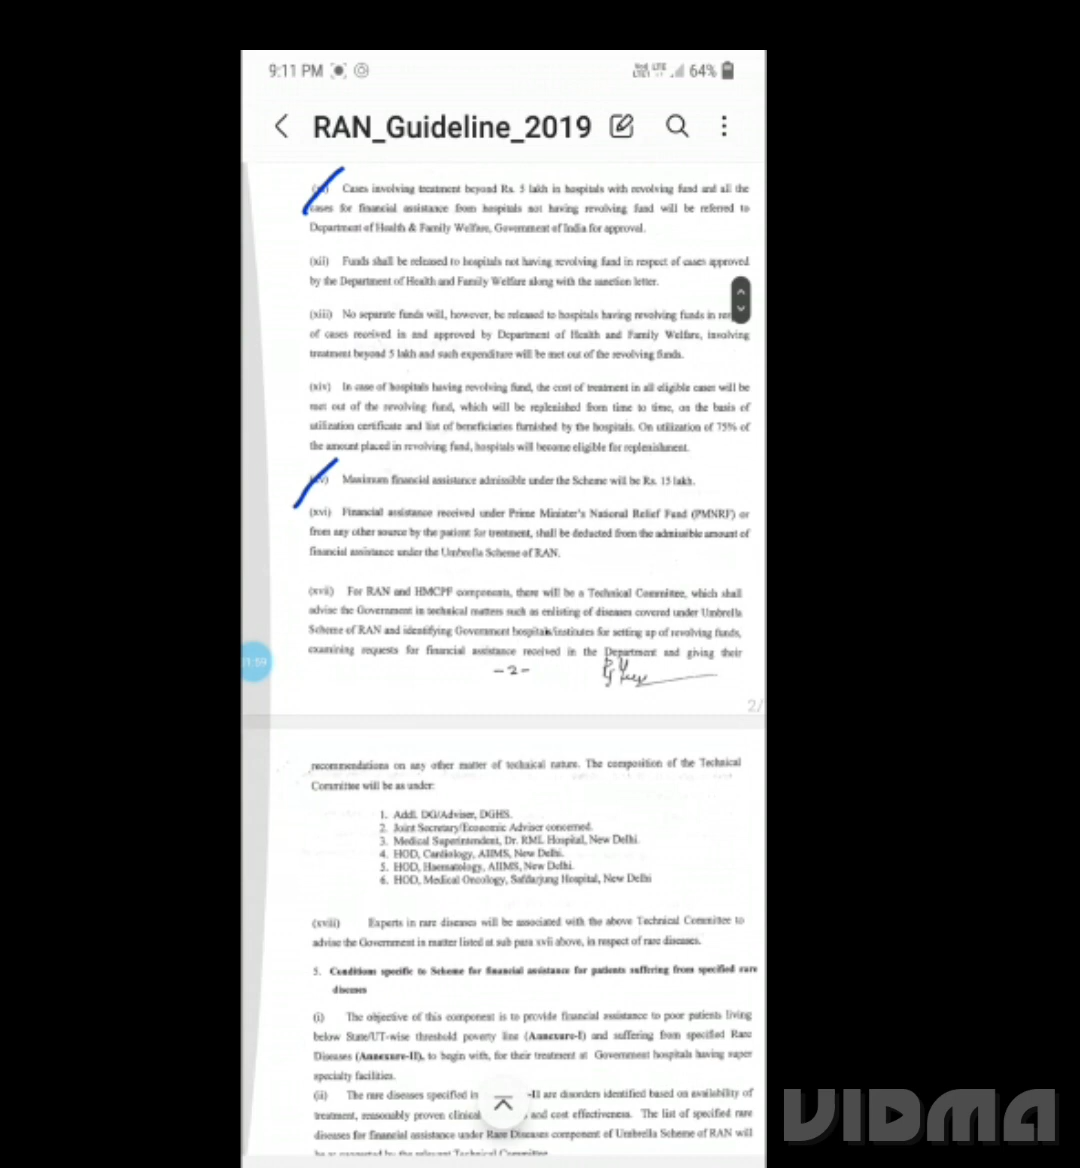 9:11 PM
64%
RAN_Guideline_2019
Cases involving treatment beyond Rs. 5 lakh in hospitals with revolving fund and all the
cases for financial assistance from hospitals not having revolving fund will be referred to
Department of Health & Family Welfare, Government of India for approval.
(xii) Funds shall be released to hospitals not having revolving fund in respect of cases approved
by the Department of Health and Family Welfare along with the sanction letter.
(xiii) No separate funds will, however, be released to hospitals having revolving funds in
of cases received in and approved by Department of Health and Family Welfare, involving
treatment beyond 5 lakh and such expenditure will be met out of the revolving funds.
(xiv) In case of hospitals having revolving fund, the cost of treatment in all eligible cases will be
met out of the revolving fund, which will be replenished from time to time, on the basis of
utilization certificate and list of beneficiaries furnished by the hospitals. On utilization of 75% of
the amount placed in revolving fund, hospitals will become eligible for replenishment.
Maximum financial assistance admissible under the Scheme will be Rs. 15 lakh.
(xvi) Financial assistance received under Prime Minister's National Relief Fund (PMNRF) or
from any other source by the patient for treatment, shall be deducted from the admissible amount of
financial assistance under the Umbrella Scheme of RAN.
(xvii) For RAN and HMCPF components, there will be a Technical Committee, which shall
advise the Government in technical matters such as enlisting of diseases covered under Umbrella
Scheme of RAN and identifying Government hospitals/institutes for setting up of revolving funds,
examining requests for financial assistance received in the Department and giving their
-2-
1:59
2/
recommendations on any other matter of technical nature. The composition of the Technical
Committee will be as under:
1. Addl. DG/Adviser, DGHS.
2. Joint Secretary/Economic Adviser concerned.
3. Medical Superintendent, Dr. RML Hospital, New Delhi.
4. HOD, Cardiology, AIIMS, New Delhi.
5. HOD, Haematology, AIIMS, New Delhi.
6. HOD, Medical Oncology, Safdarjung Hospital, New Delhi
(xviii) Experts in rare diseases will be associated with the above Technical Committee to
advise the Government in matter listed at sub para xvii above, in respect of rare diseases.
5. Conditions specific to Scheme for financial assistance for patients suffering from specified rare
diseases
(i) The objective of this component is to provide financial assistance to poor patients living
below State/UT-wise threshold poverty line (Annexure-I) and suffering from specified Rare
Diseases (Annexure-II), to begin with, for their treatment at Government hospitals having super
specialty facilities.
(ii) The rare diseases specified in -II are disorders identified based on availability of
treatment, reasonably proven clinical and cost effectiveness. The list of specified rare
diseases for financial assistance under Rare Diseases component of Umbrella Scheme of RAN will
VIDMA